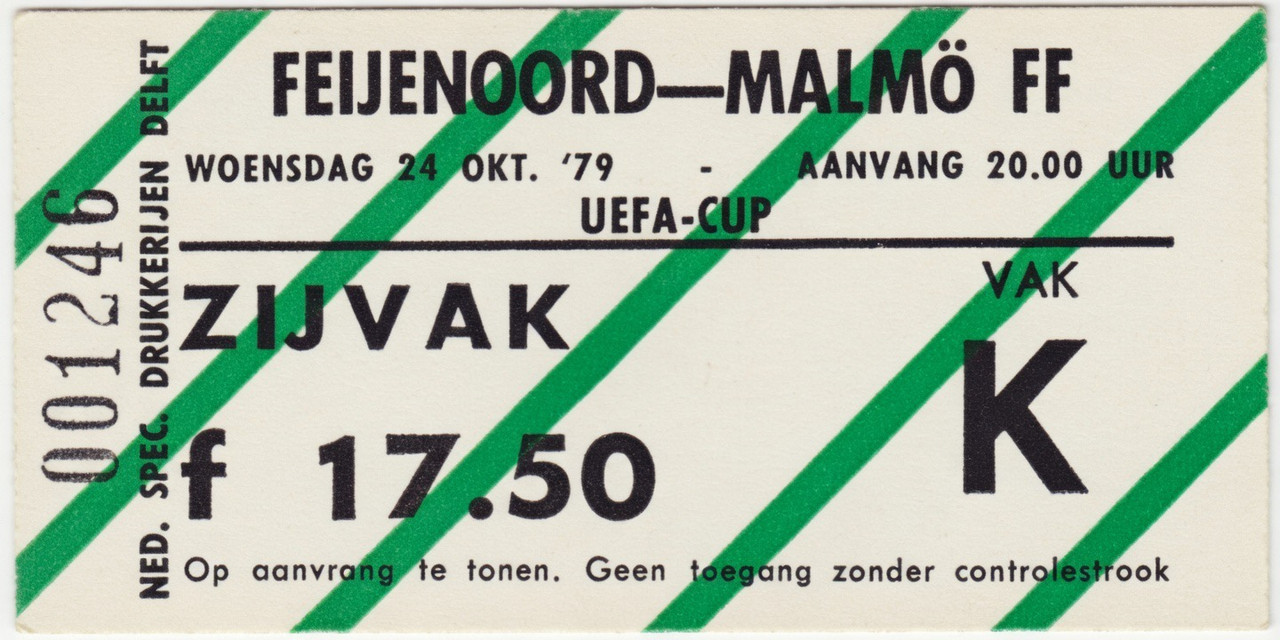 FEIJENOORD—MALMÖ FF
WOENSDAG 24 OKT. '79 - AANVANG 20.00 UUR
UEFA-CUP
ZIJVAK
VAK
K
f 17.50
Op aanvrang te tonen. Geen toegang zonder controlestrook
NED. SPEC. DRUKKERIJEN DELFT
001246